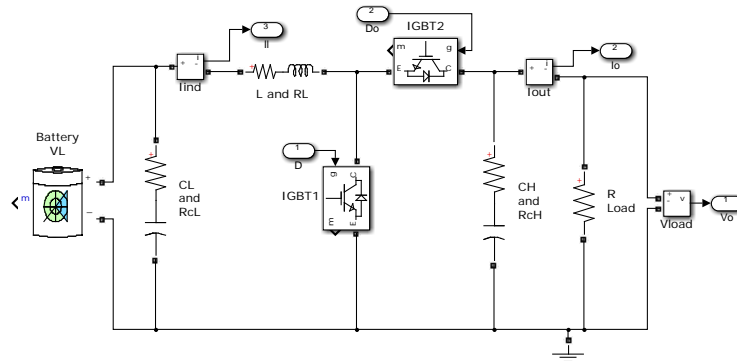 2
Do
IGBT2
m
g
E
C
3
Il
i
+
-
Iind
L and RL
2
Io
i
+
-
Iout
Battery
VL
+
m
−
CL
and
RcL
1
D
g
C
IGBT1
m
E
CH
and
RcH
R
Load
+
-
v
Vload
1
Vo